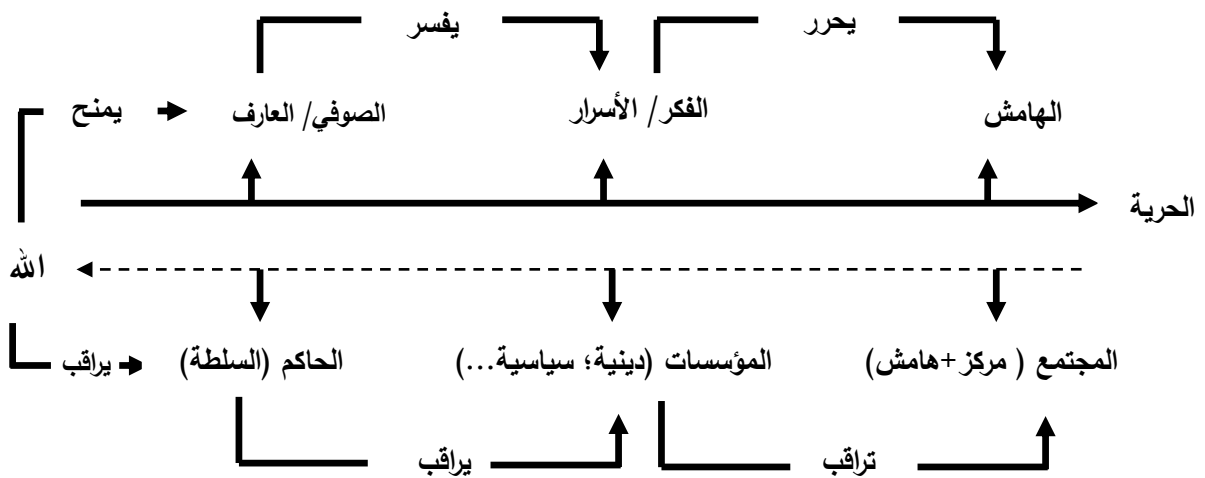 يفسر يحرر
يمنح الصوفي/ العارف الفكر/ الأسرار الهامش
الحرية
الله
يراقب الحاكم (السلطة) المؤسسات (دينية؛ سياسية...) المجتمع ( مركز+هامش)
يراقب تراقب